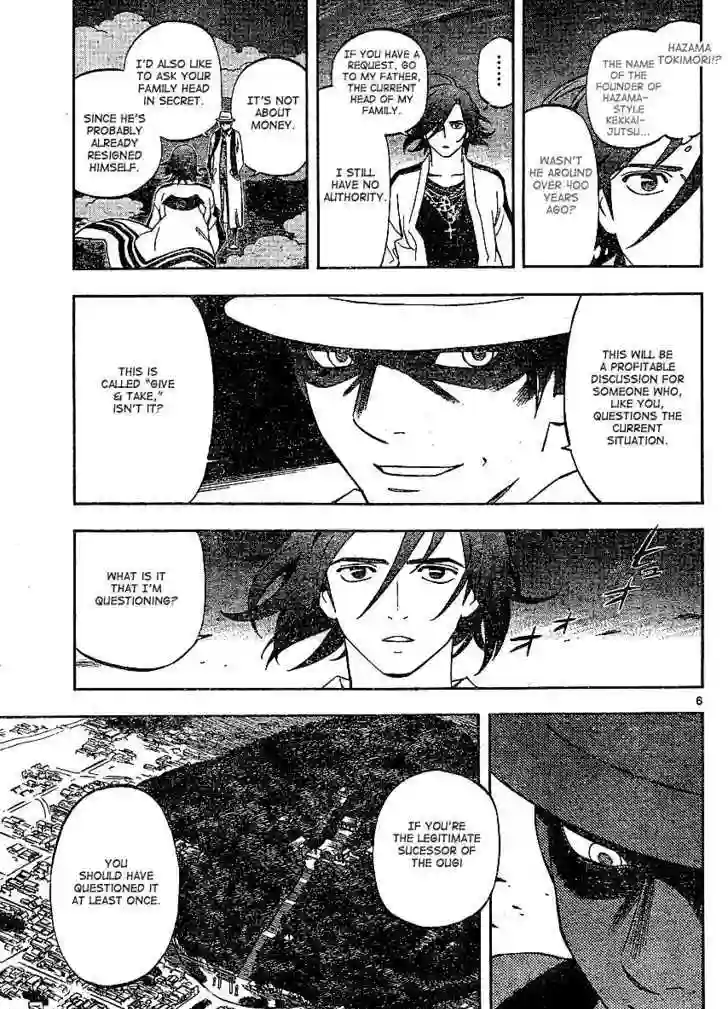 HAZAMA
TOKIMORI!?
THE NAME
OF THE
FOUNDER OF
HAZAMA-
STYLE
KEKKAI-
JUTSU...
WASN'T
HE AROUND
OVER 400
YEARS
AGO?
......
IF YOU HAVE A
REQUEST, GO
TO MY FATHER,
THE CURRENT
HEAD OF MY
FAMILY.
I STILL
HAVE NO
AUTHORITY.
IT'S NOT
ABOUT
MONEY.
I'D ALSO LIKE
TO ASK YOUR
FAMILY HEAD
IN SECRET.
SINCE HE'S
PROBABLY
ALREADY
RESIGNED
HIMSELF.
THIS WILL BE
A PROFITABLE
DISCUSSION FOR
SOMEONE WHO,
LIKE YOU,
QUESTIONS THE
CURRENT
SITUATION.
THIS IS
CALLED "GIVE
& TAKE,"
ISN'T IT?
WHAT IS IT
THAT I'M
QUESTIONING?
6
IF YOU'RE
THE LEGITIMATE
SUCESSOR OF
THE OUGI
YOU
SHOULD HAVE
QUESTIONED IT
AT LEAST ONCE.